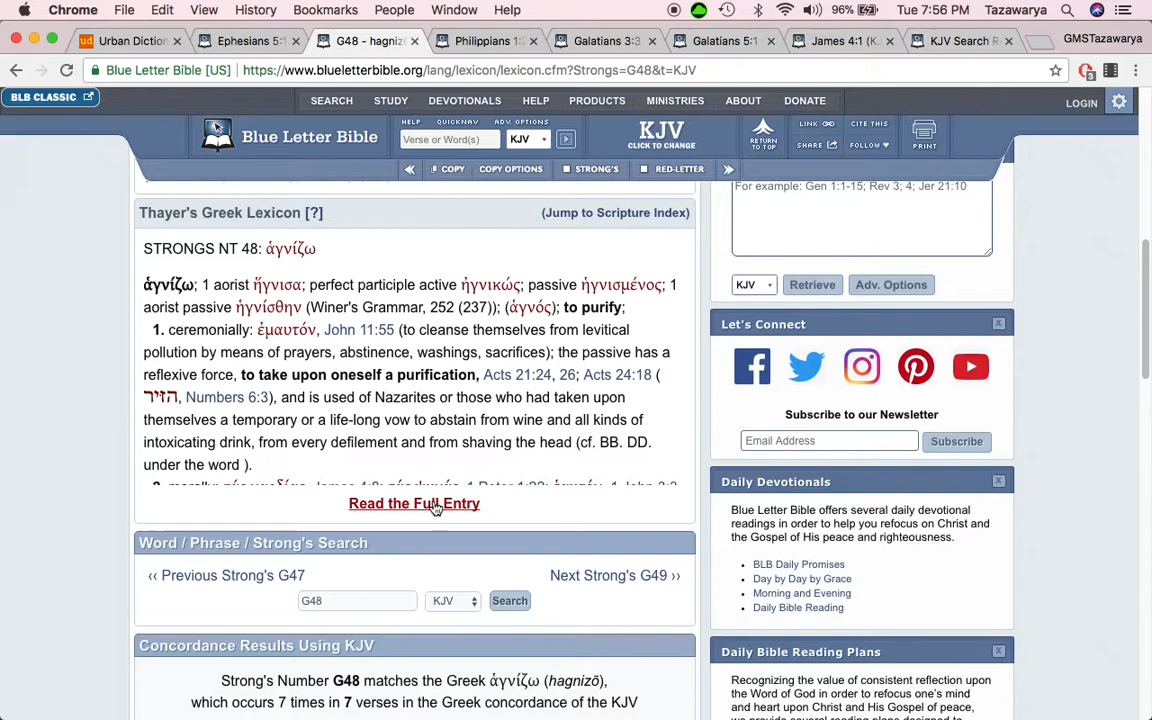 Chrome File Edit View History Bookmarks People Window Help 96% Tue 7:56 PM Tazawarya
Urban Diction × Ephesians 5:1 × G48 - hagnizō × Philippians 1: × Galatians 3:3 × Galatians 5:1 × James 4:1 (K × KJV Search Re × GMSTazawarya
Blue Letter Bible [US] https://www.blueletterbible.org/lang/lexicon/lexicon.cfm?Strongs=G48&t=KJV
BLB CLASSIC SEARCH STUDY DEVOTIONALS HELP PRODUCTS MINISTRIES ABOUT DONATE LOGIN
HELP QUICKNAV ADV. OPTIONS
Blue Letter Bible Verse or Word(s) KJV KJV CLICK TO CHANGE RETURN TO TOP LINK CITE THIS SHARE FOLLOW PRINT
COPY COPY OPTIONS STRONG'S RED-LETTER
For example: Gen 1:1-15; Rev 3; 4; Jer 21:10
Thayer's Greek Lexicon [?] (Jump to Scripture Index)
STRONGS NT 48: ἁγνίζω
ἁγνίζω; 1 aorist ἥγνισα; perfect participle active ἡγνικώς; passive ἡγνισμένος; 1
aorist passive ἡγνίσθην (Winer's Grammar, 252 (237)); (ἁγνός); to purify;
1. ceremonially: ἐμαυτόν, John 11:55 (to cleanse themselves from levitical
pollution by means of prayers, abstinence, washings, sacrifices); the passive has a
reflexive force, to take upon oneself a purification, Acts 21:24, 26; Acts 24:18 (
הזיר, Numbers 6:3), and is used of Nazarites or those who had taken upon
themselves a temporary or a life-long vow to abstain from wine and all kinds of
intoxicating drink, from every defilement and from shaving the head (cf. BB. DD.
under the word ).
Read the Full Entry
Word / Phrase / Strong's Search
‹‹ Previous Strong's G47 Next Strong's G49 ››
G48 KJV Search
Concordance Results Using KJV
Strong's Number G48 matches the Greek ἁγνίζω (hagnizō),
which occurs 7 times in 7 verses in the Greek concordance of the KJV
KJV Retrieve Adv. Options
Let's Connect X
Subscribe to our Newsletter
Email Address Subscribe
Daily Devotionals X
Blue Letter Bible offers several daily devotional
readings in order to help you refocus on Christ and
the Gospel of His peace and righteousness.
• BLB Daily Promises
• Day by Day by Grace
• Morning and Evening
• Daily Bible Reading
Daily Bible Reading Plans X
Recognizing the value of consistent reflection upon
the Word of God in order to refocus one's mind
and heart upon Christ and His Gospel of peace,